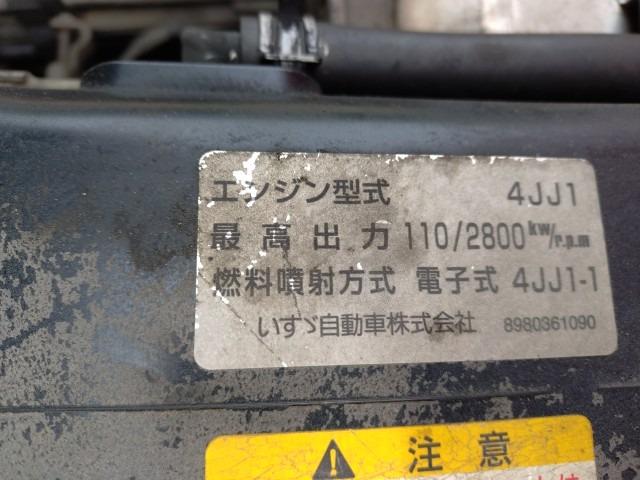 エンジン型式 4JJ1
最高出力 110/2800 kw/r.p.m
燃料噴射方式 電子式 4JJ1-1
いすゞ自動車株式会社 8980361090
注意